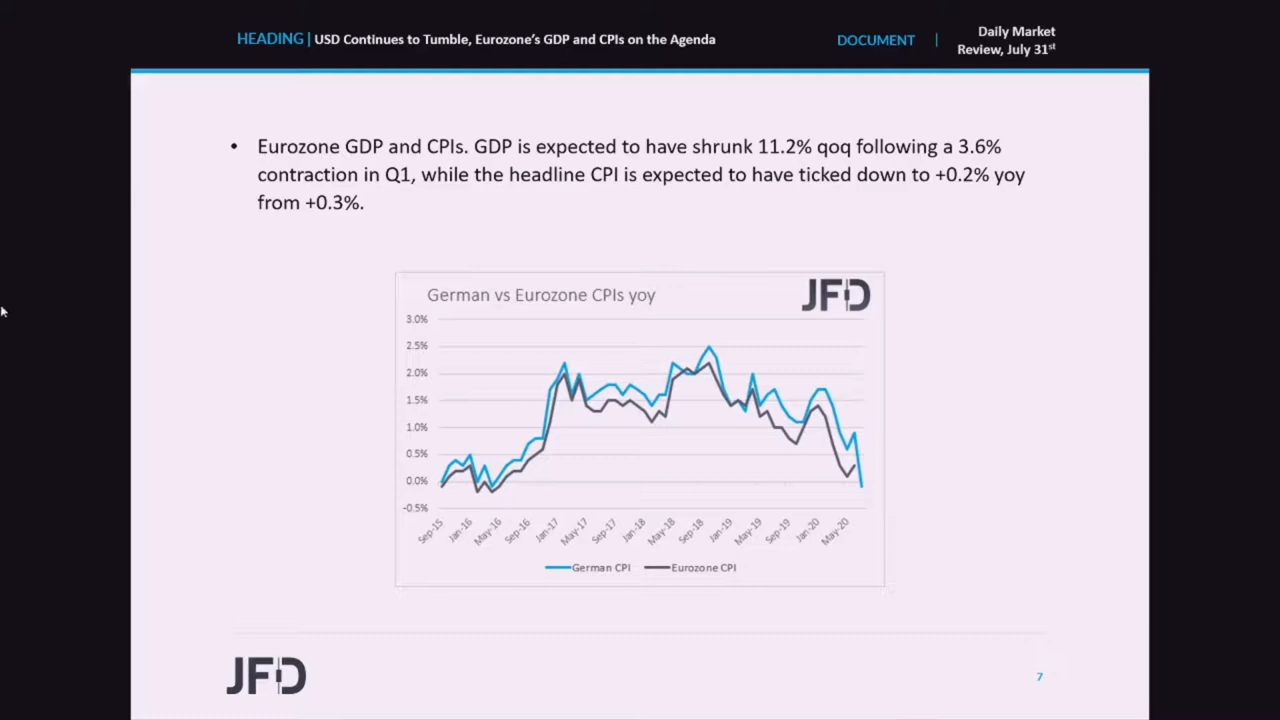 HEADING | USD Continues to Tumble, Eurozone’s GDP and CPIs on the Agenda
DOCUMENT |
Daily Market
Review, July 31st
• Eurozone GDP and CPIs. GDP is expected to have shrunk 11.2% qoq following a 3.6%
contraction in Q1, while the headline CPI is expected to have ticked down to +0.2% yoy
from +0.3%.
German vs Eurozone CPIs yoy
JFD
3.0%
2.5%
2.0%
1.5%
1.0%
0.5%
0.0%
-0.5%
Sep-15
Jan-16
May-16
Sep-16
Jan-17
May-17
Sep-17
Jan-18
May-18
Sep-18
Jan-19
May-19
Sep-19
Jan-20
May-20
German CPI
Eurozone CPI
JFD
7